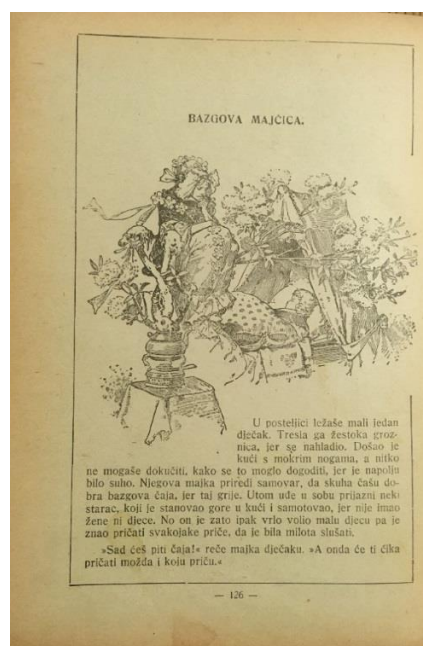 BAZGOVA MAJČICA.
U posteljici ležaše mali jedan
dječak. Tresla ga žestoka groz-
nica, jer se nahladio. Došao je
kući s mokrim nogama, a nitko
ne mogaše dokučiti, kako se to moglo dogoditi, jer je napolju
bilo suho. Njegova majka priredi samovar, da skuha čašu do-
bra bazgova čaja, jer taj grije. Utom uđe u sobu prijazni neki
starac, koji je stanovao gore u kući i samotovao, jer nije imao
žene ni djece. No on je zato ipak vrlo volio malu djecu pa je
znao pričati svakojake priče, da je bila milota slušati.
»Sad ćeš piti čaja!« reče majka dječaku. »A onda će ti čika
pričati možda i koju priču.«
— 126 —